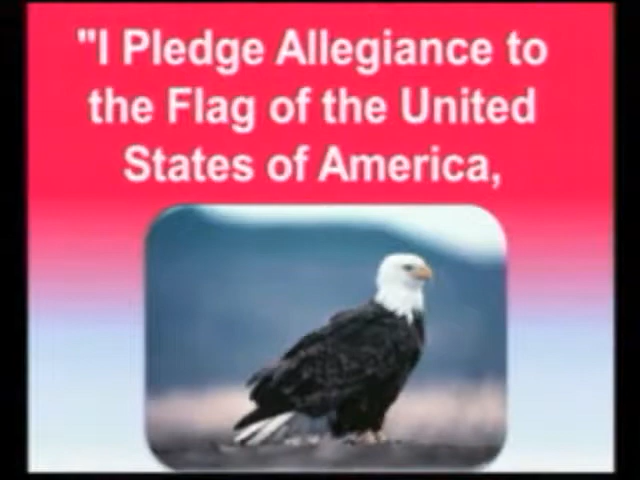 "I Pledge Allegiance to
the Flag of the United
States of America,